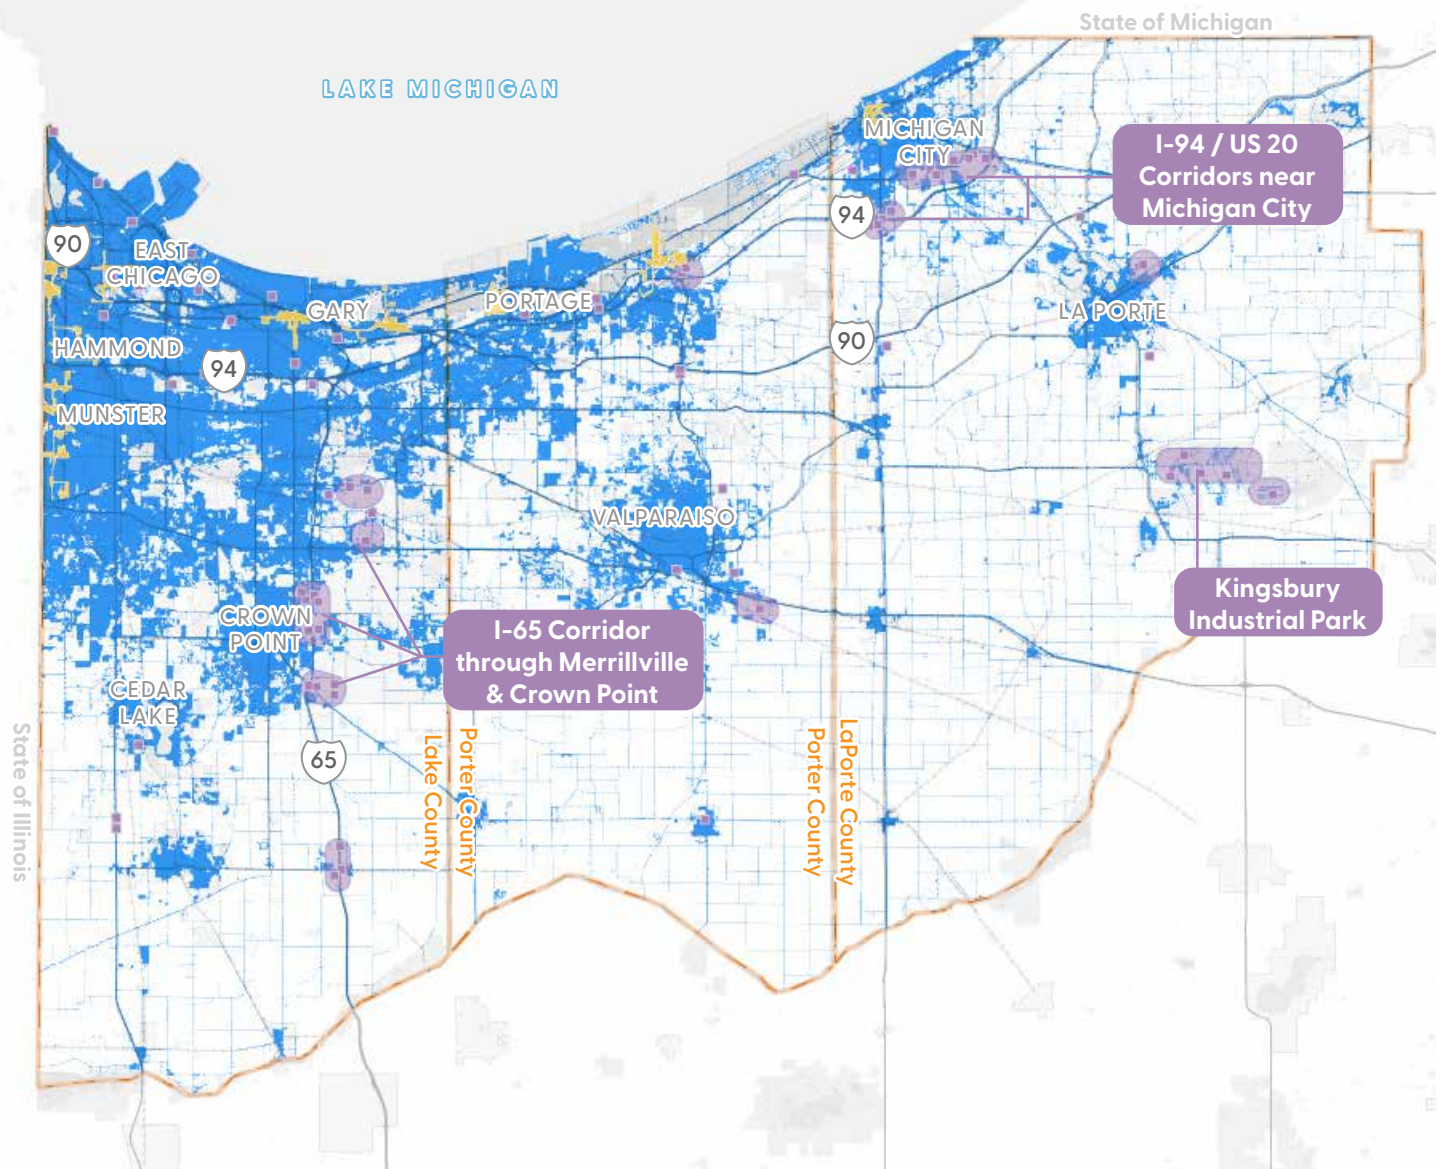 State of Michigan
LAKE MICHIGAN
MICHIGAN
CITY
I-94 / US 20
Corridors near
Michigan City
94
90
EAST
CHICAGO
GARY
PORTAGE
LA PORTE
HAMMOND
94
90
MUNSTER
VALPARAISO
Kingsbury
Industrial Park
CROWN
POINT
I-65 Corridor
through Merrillville
& Crown Point
CEDAR
LAKE
65
State of Illinois
Lake County
Porter County
Porter County
LaPorte County